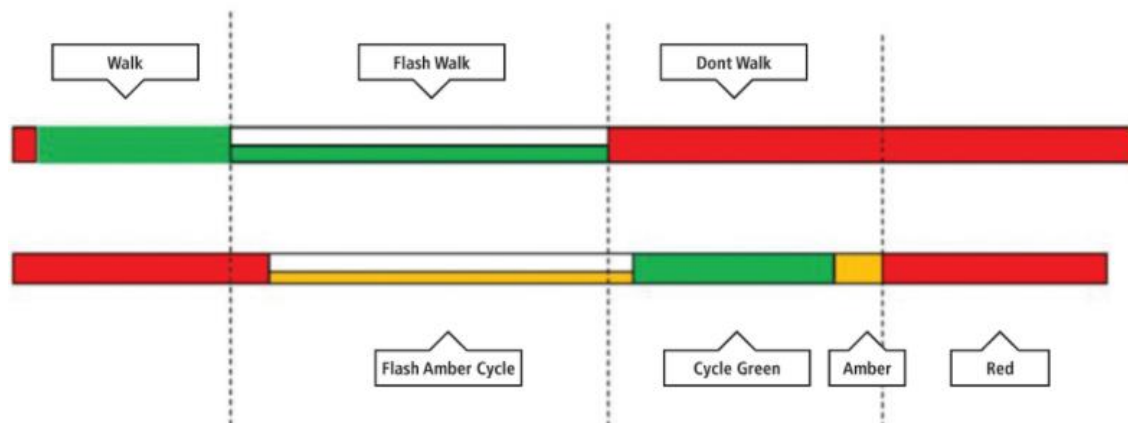 Walk
Flash Walk
Dont Walk
Flash Amber Cycle
Cycle Green
Amber
Red